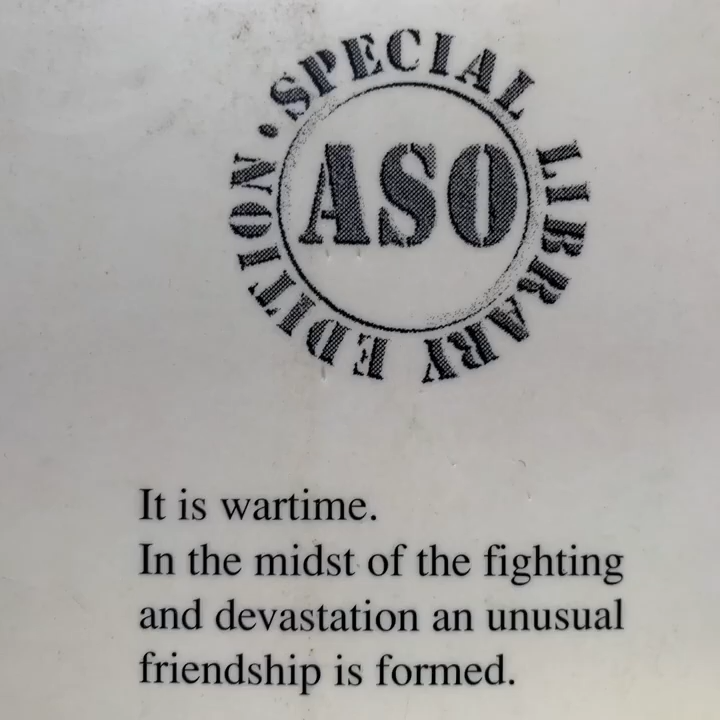 SPECIAL LIBRARY EDITION •
ASO
It is wartime.
In the midst of the fighting
and devastation an unusual
friendship is formed.